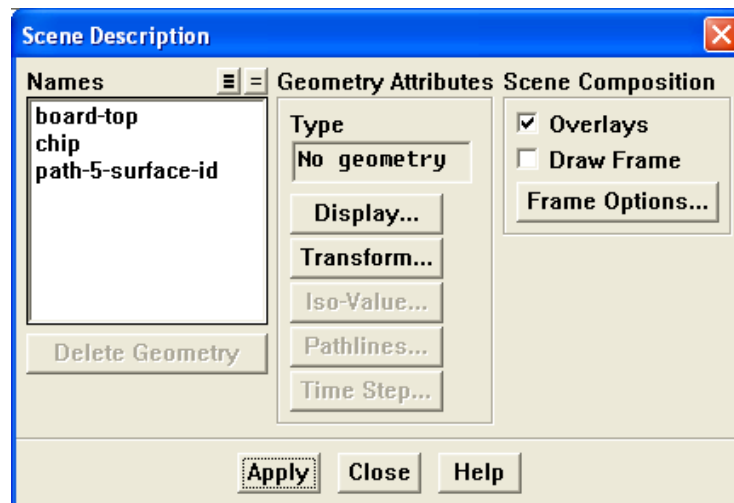 Scene Description
Names
board-top
chip
path-5-surface-id
Delete Geometry
Geometry Attributes
Type
No geometry
Display...
Transform...
Iso-Value...
Pathlines...
Time Step...
Scene Composition
Overlays
Draw Frame
Frame Options...
Apply Close Help